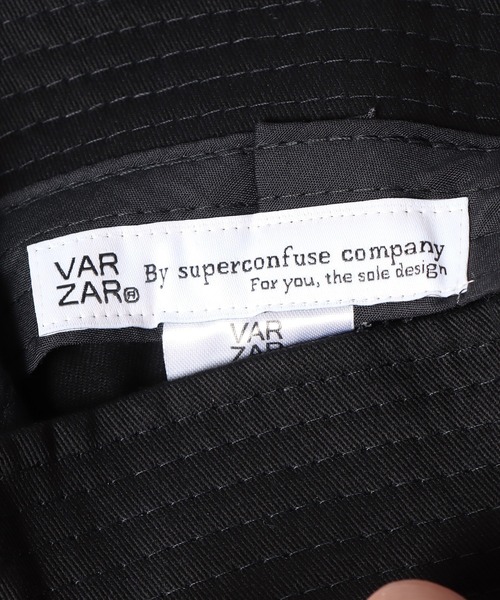 VAR
ZAR®
By superconfuse company
For you, the sole design
VAR
ZAR